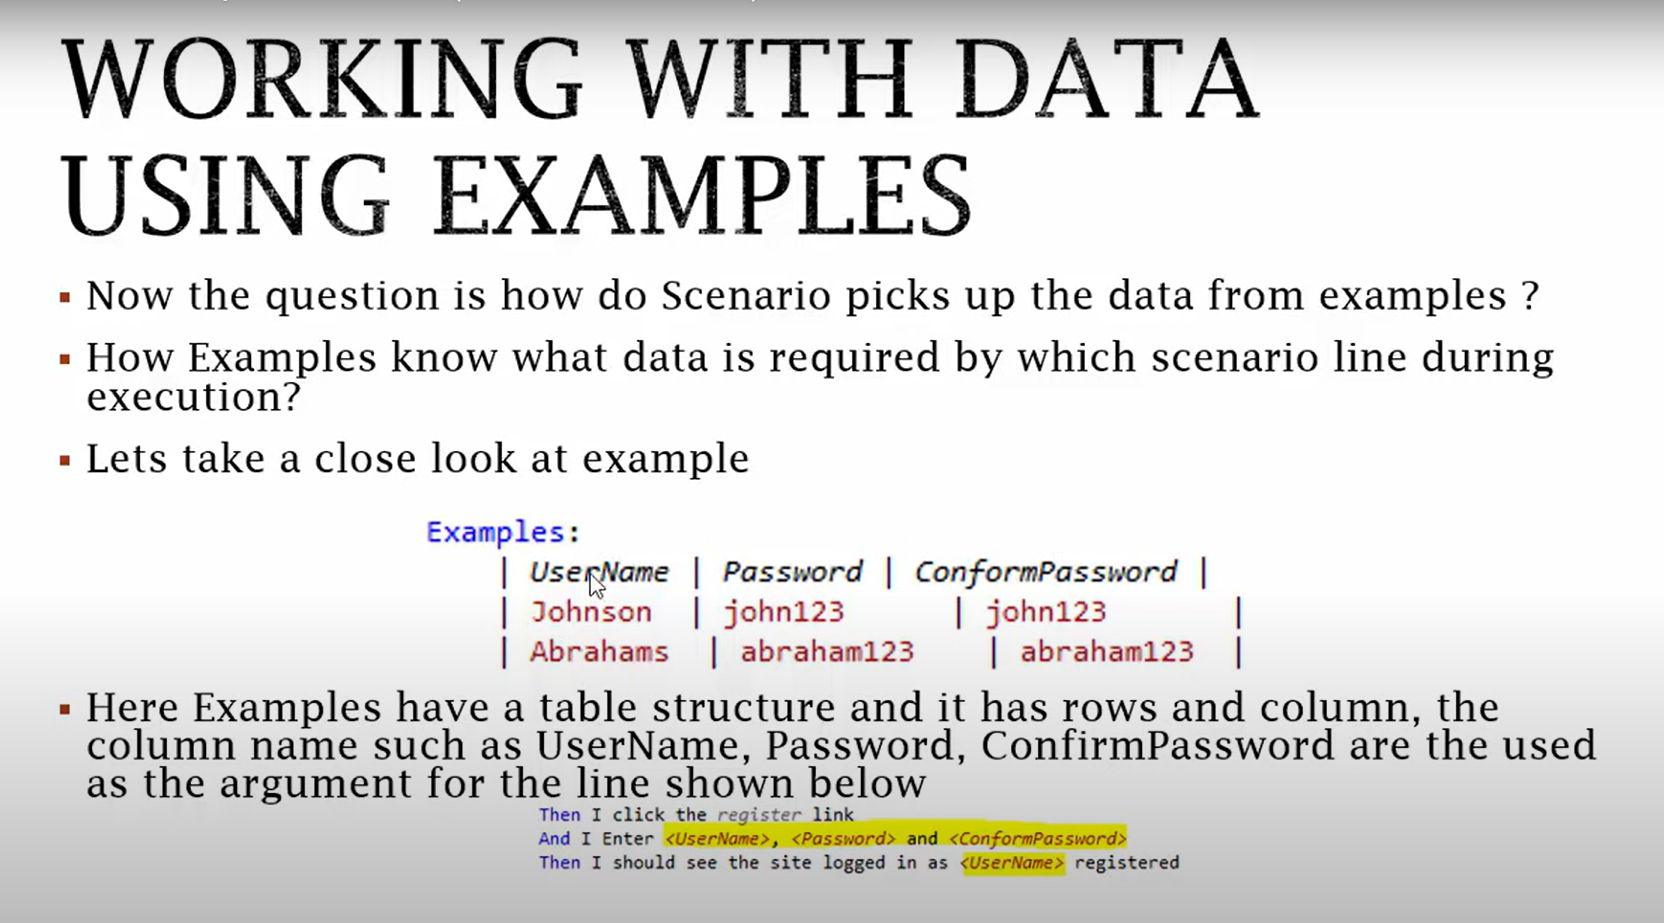 WORKING WITH DATA
USING EXAMPLES
▪ Now the question is how do Scenario picks up the data from examples ?
▪ How Examples know what data is required by which scenario line during
execution?
▪ Lets take a close look at example
Examples:
| UserName | Password | ConformPassword |
| Johnson | john123 | john123 |
| Abrahams | abraham123 | abraham123 |
▪ Here Examples have a table structure and it has rows and column, the
column name such as UserName, Password, ConfirmPassword are the used
as the argument for the line shown below
Then I click the register link
And I Enter <UserName>, <Password> and <ConformPassword>
Then I should see the site logged in as <UserName> registered